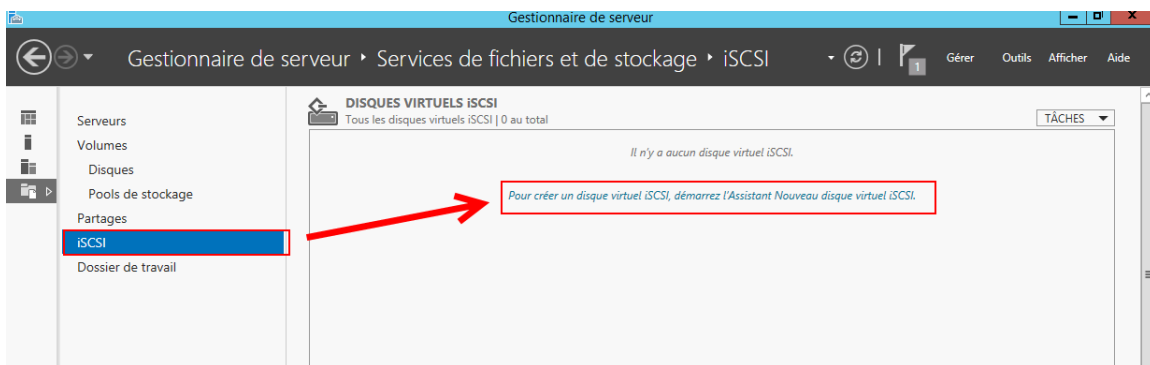 Gestionnaire de serveur
Gestionnaire de serveur ‣ Services de fichiers et de stockage ‣ iSCSI
1
Gérer
Outils
Afficher
Aide
Serveurs
Volumes
Disques
Pools de stockage
Partages
iSCSI
Dossier de travail
DISQUES VIRTUELS iSCSI
Tous les disques virtuels iSCSI | 0 au total
TÂCHES
Il n'y a aucun disque virtuel iSCSI.
Pour créer un disque virtuel iSCSI, démarrez l'Assistant Nouveau disque virtuel iSCSI.